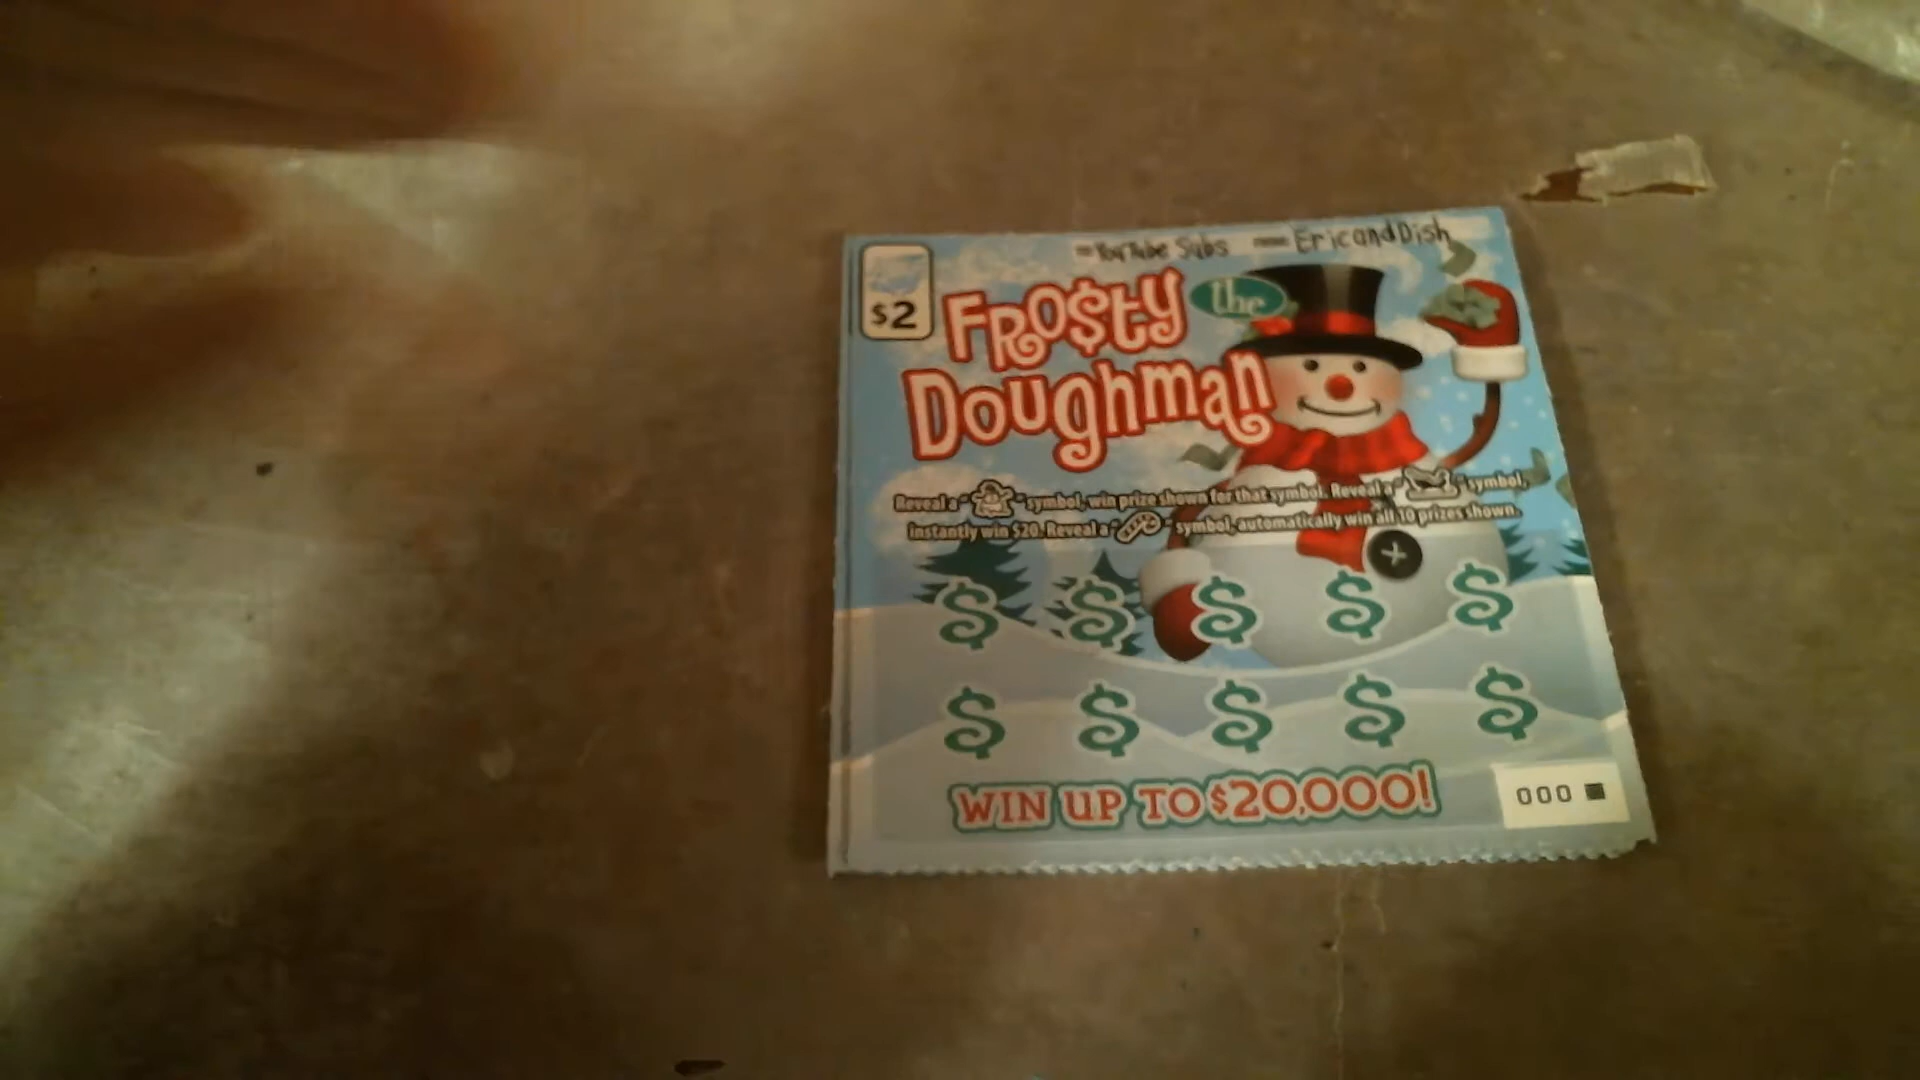 = YouTube Subs — EricandDish
$2
FRO$ty the
Doughman
Reveal a " " symbol, win prize shown for that symbol. Reveal a " " symbol,
instantly win $20. Reveal a " " symbol, automatically win all 10 prizes shown.
$ $ $ $ $
$ $ $ $ $
WIN UP TO $20,000!
000